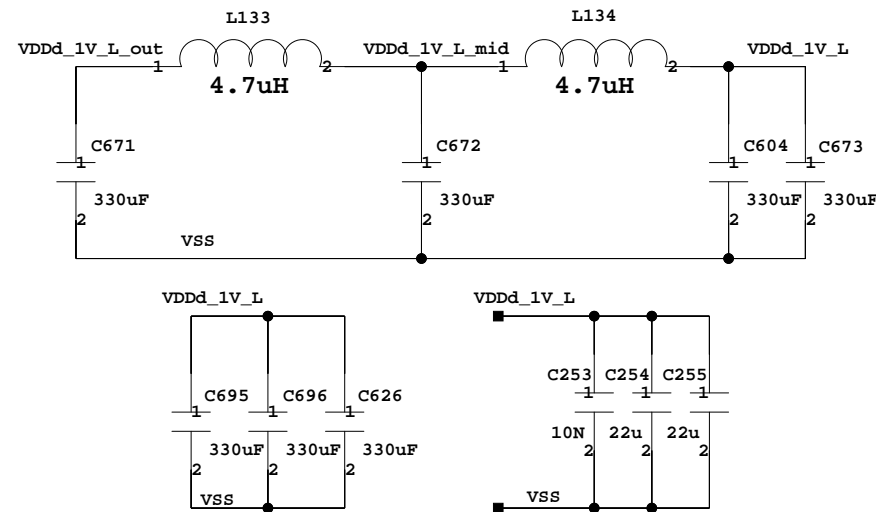 L133 L134
VDDd_1V_L_out VDDd_1V_L_mid VDDd_1V_L
1 2 1 2
4.7uH 4.7uH
C671 C672 C604 C673
1 1 1 1
330uF 330uF 330uF 330uF
2 2 2 2
VSS
VDDd_1V_L VDDd_1V_L
C253 C254 C255
C695 C696 C626 1 1 1
1 1 1
10N 22u 22u
330uF 330uF 330uF 2 2 2
2 2 2
VSS VSS